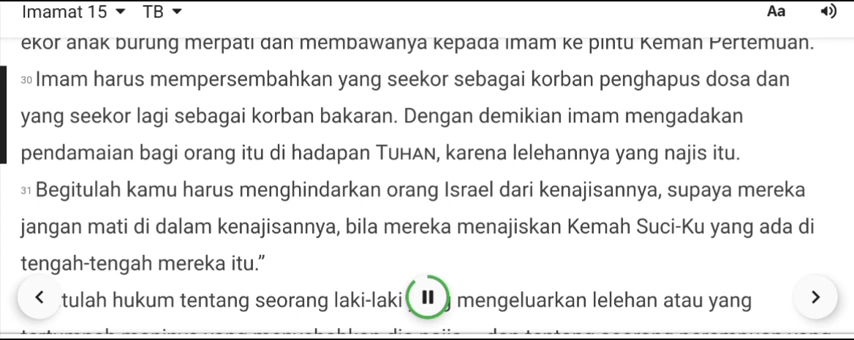 Imamat 15 TB Aa
ekor anak burung merpati dan membawanya kepada imam ke pintu Kemah Pertemuan.
30 Imam harus mempersembahkan yang seekor sebagai korban penghapus dosa dan
yang seekor lagi sebagai korban bakaran. Dengan demikian imam mengadakan
pendamaian bagi orang itu di hadapan TUHAN, karena lelehannya yang najis itu.
31 Begitulah kamu harus menghindarkan orang Israel dari kenajisannya, supaya mereka
jangan mati di dalam kenajisannya, bila mereka menajiskan Kemah Suci-Ku yang ada di
tengah-tengah mereka itu.”
tulah hukum tentang seorang laki-laki mengeluarkan lelehan atau yang